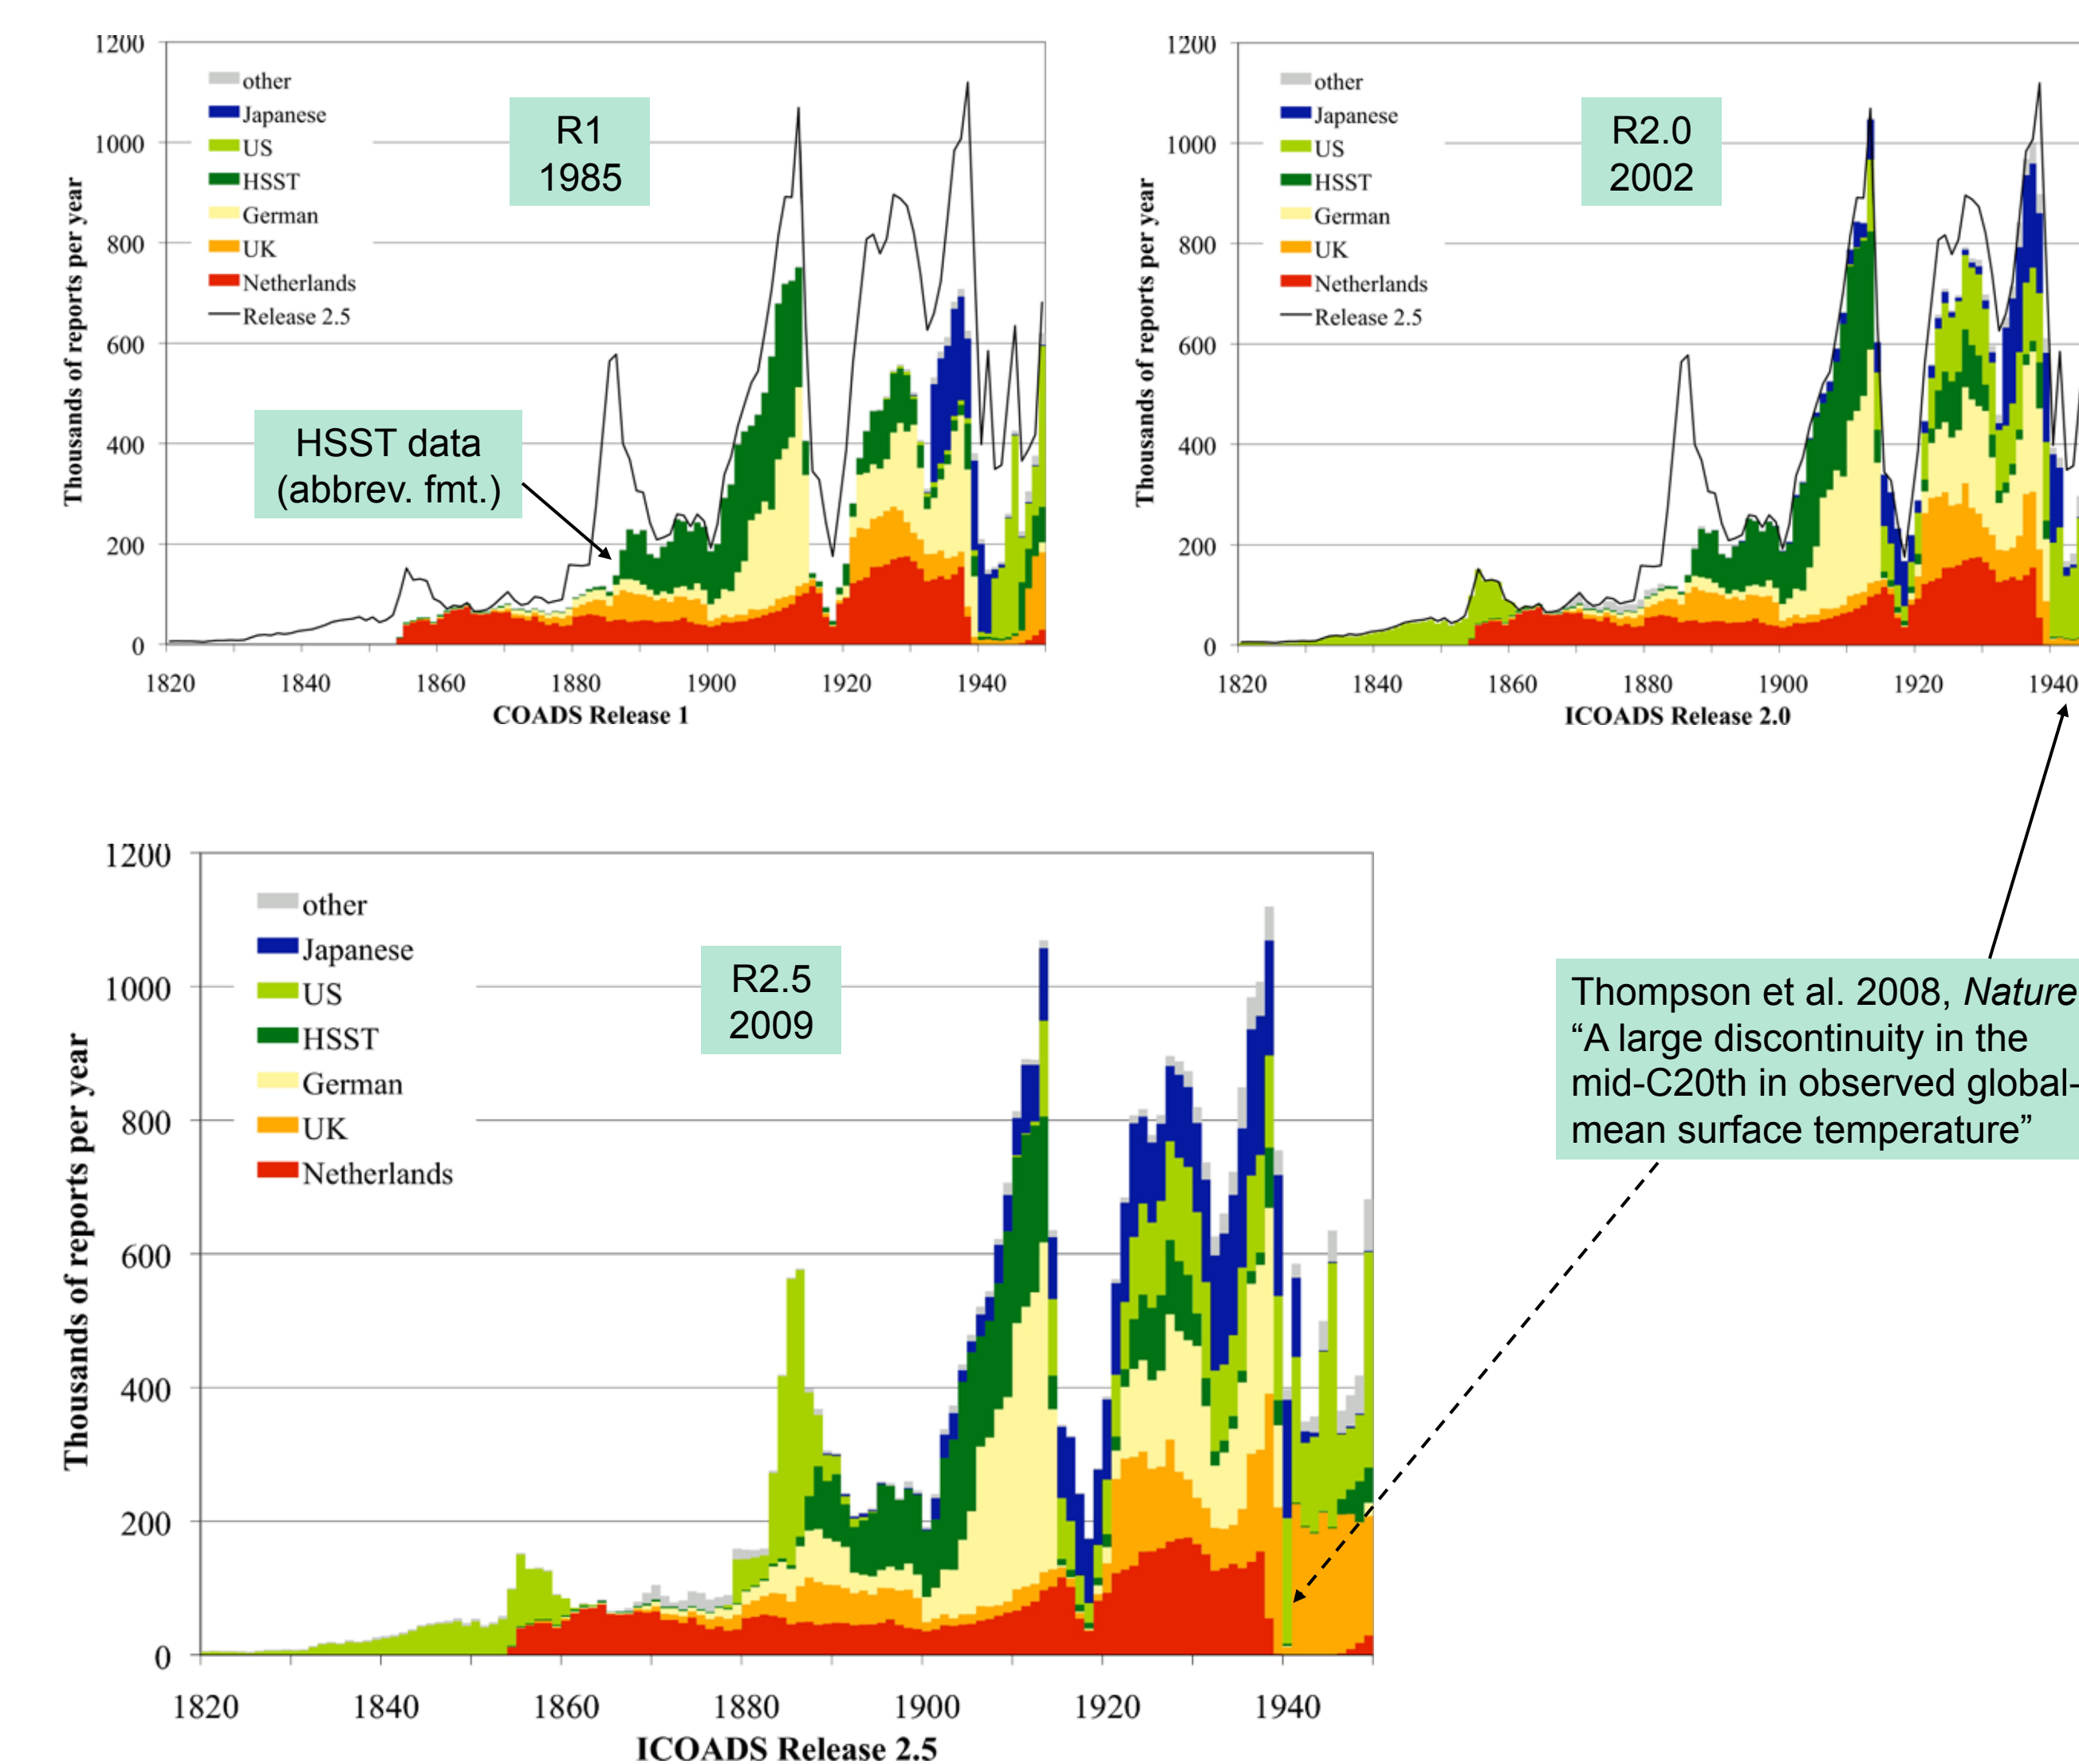 1200
1000
800
600
400
200
0
Thousands of reports per year
other
Japanese
US
HSST
German
UK
Netherlands
Release 2.5
R1
1985
HSST data
(abbrev. fmt.)
1820 1840 1860 1880 1900 1920 1940
COADS Release 1
1200
1000
800
600
400
200
0
Thousands of reports per year
other
Japanese
US
HSST
German
UK
Netherlands
Release 2.5
R2.0
2002
1820 1840 1860 1880 1900 1920 1940
ICOADS Release 2.0
1200
1000
800
600
400
200
0
Thousands of reports per year
other
Japanese
US
HSST
German
UK
Netherlands
R2.5
2009
1820 1840 1860 1880 1900 1920 1940
ICOADS Release 2.5
Thompson et al. 2008, Nature
“A large discontinuity in the
mid-C20th in observed global-
mean surface temperature”